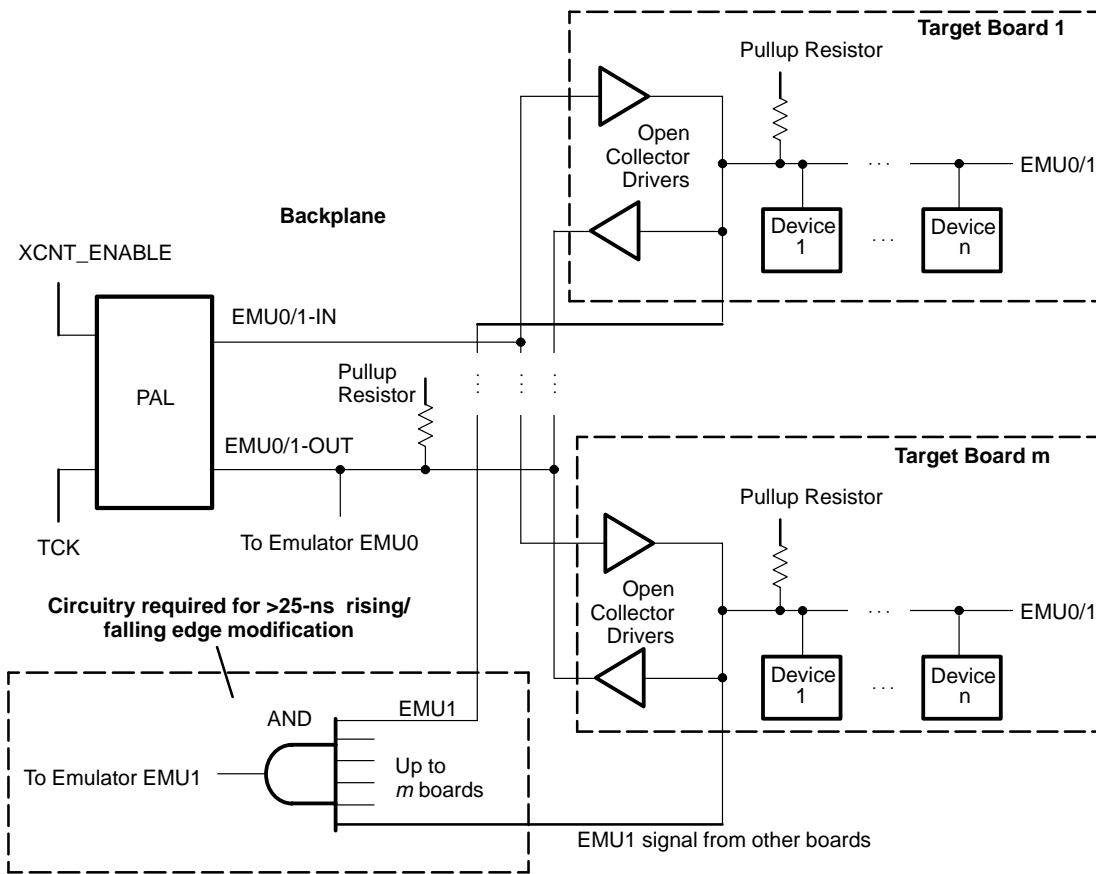 Target Board 1
Pullup Resistor
Open
Collector
Drivers
EMU0/1
Device
1
Device
n
Backplane
XCNT_ENABLE
EMU0/1-IN
PAL
Pullup
Resistor
EMU0/1-OUT
TCK
To Emulator EMU0
Target Board m
Pullup Resistor
Open
Collector
Drivers
EMU0/1
Device
1
Device
n
Circuitry required for >25-ns rising/
falling edge modification
AND
EMU1
To Emulator EMU1
Up to
m boards
EMU1 signal from other boards